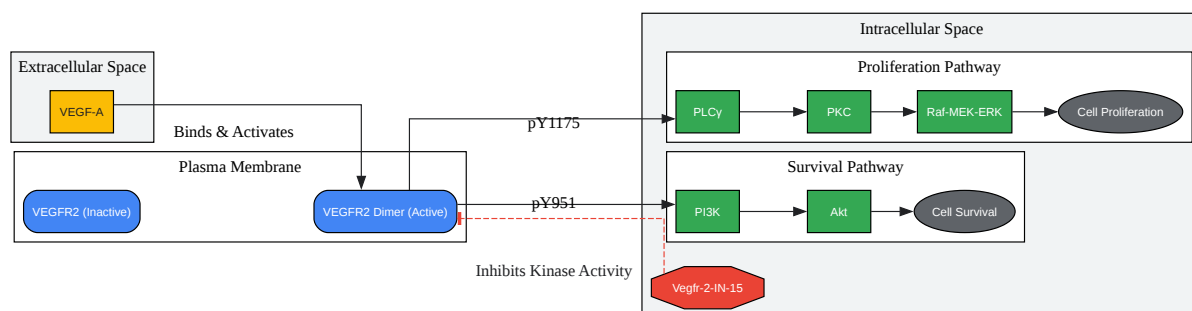 Intracellular Space
Extracellular Space
VEGF-A
Binds & Activates
Proliferation Pathway
PLCγ
PKC
Raf-MEK-ERK
Cell Proliferation
pY1175
Plasma Membrane
VEGFR2 (Inactive)
VEGFR2 Dimer (Active)
pY951
Survival Pathway
PI3K
Akt
Cell Survival
Inhibits Kinase Activity
Vegfr-2-IN-15